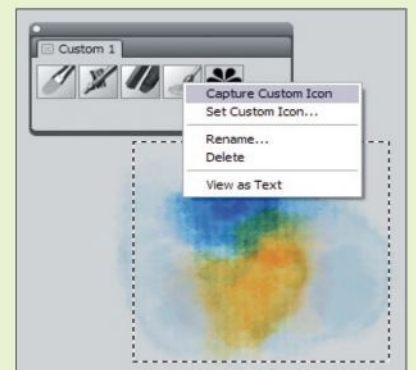 Custom 1
Capture Custom Icon
Set Custom Icon...
Rename...
Delete
View as Text